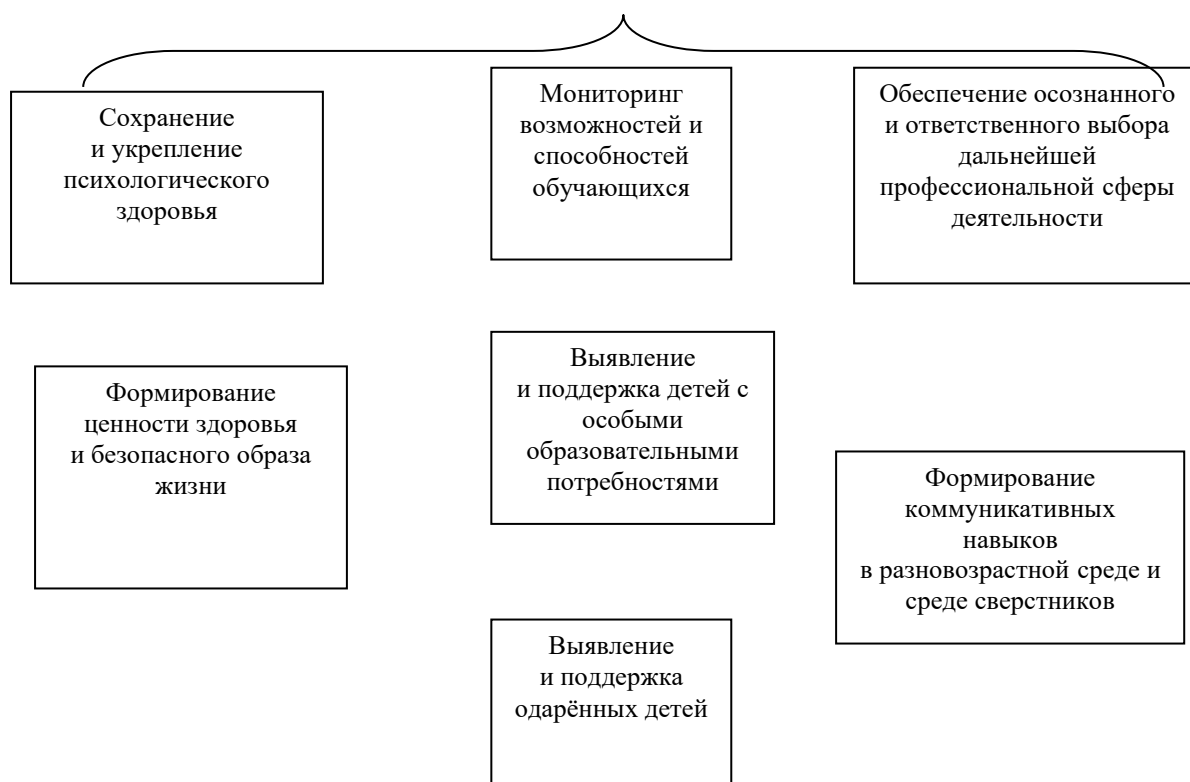 Сохранение
и укрепление
психологического
здоровья
Мониторинг
возможностей и
способностей
обучающихся
Обеспечение осознанного
и ответственного выбора
дальнейшей
профессиональной сферы
деятельности
Формирование
ценности здоровья
и безопасного образа
жизни
Выявление
и поддержка детей с
особыми
образовательными
потребностями
Формирование
коммуникативных
навыков
в разновозрастной среде и
среде сверстников
Выявление
и поддержка
одарённых детей